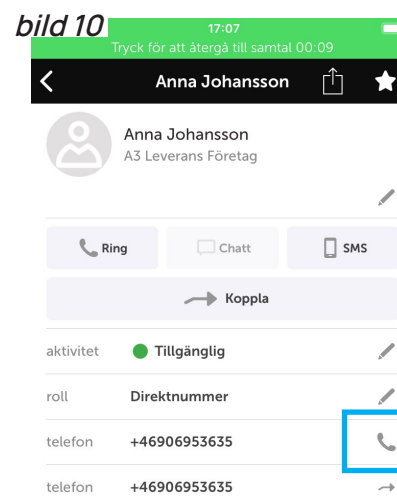 bild 10
17:07
Tryck för att återgå till samtal 00:09
Anna Johansson
Anna Johansson
A3 Leverans Företag
Ring
Chatt
SMS
Koppla
aktivitet Tillgänglig
roll Direktnummer
telefon +46906953635
telefon +46906953635